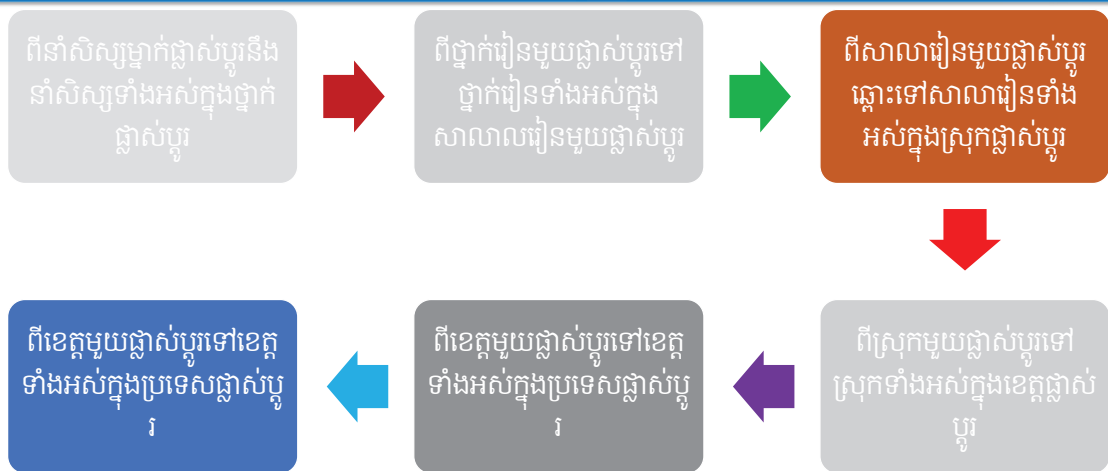 ពីនាំសិស្សម្នាក់ផ្លាស់ប្តូរនឹង
នាំសិស្សទាំងអស់ក្នុងថ្នាក់
ផ្លាស់ប្តូរ
ពីថ្នាក់រៀនមួយផ្លាស់ប្តូរទៅ
ថ្នាក់រៀនទាំងអស់ក្នុង
សាលាលរៀនមួយផ្លាស់ប្តូរ
ពីសាលារៀនមួយផ្លាស់ប្តូរ
ឆ្ពោះទៅសាលារៀនទាំង
អស់ក្នុងស្រុកផ្លាស់ប្តូរ
ពីស្រុកមួយផ្លាស់ប្តូរទៅ
ស្រុកទាំងអស់ក្នុងខេត្តផ្លាស់
ប្តូរ
ពីខេត្តមួយផ្លាស់ប្តូរទៅខេត្ត
ទាំងអស់ក្នុងប្រទេសផ្លាស់ប្តូ
រ
ពីខេត្តមួយផ្លាស់ប្តូរទៅខេត្ត
ទាំងអស់ក្នុងប្រទេសផ្លាស់ប្តូ
រ